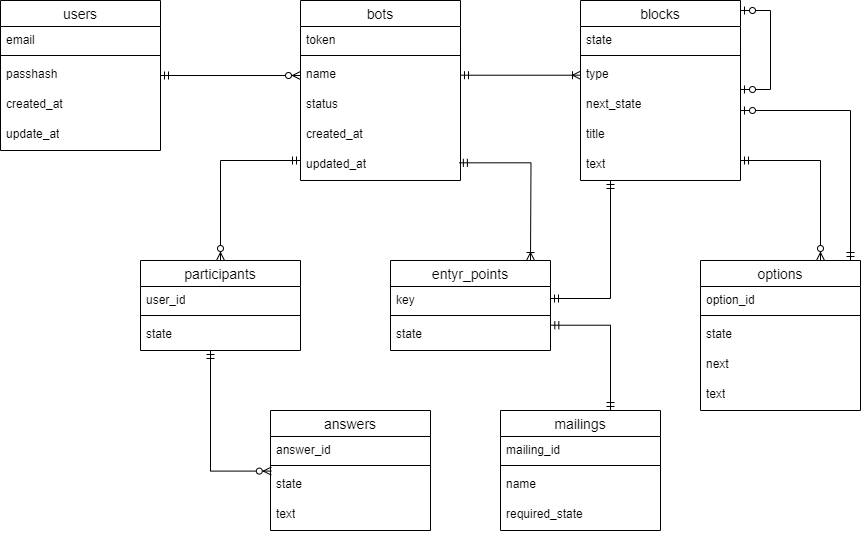 users
email
passhash
created_at
update_at
bots
token
name
status
created_at
updated_at
blocks
state
type
next_state
title
text
participants
user_id
state
entyr_points
key
state
options
option_id
state
next
text
answers
answer_id
state
text
mailings
mailing_id
name
required_state